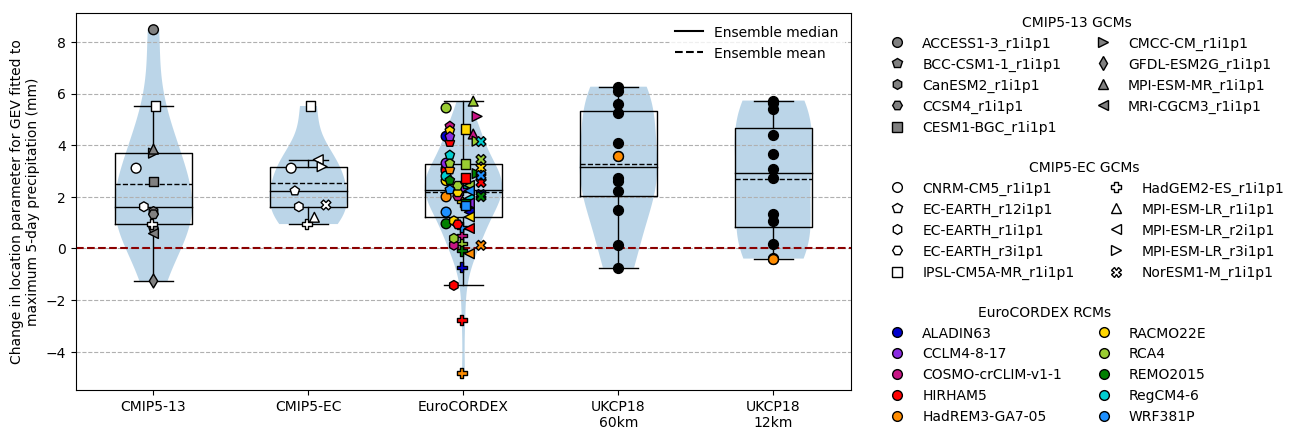 Change in location parameter for GEV fitted to
maximum 5-day precipitation (mm)
8
6
4
2
0
−2
−4
Ensemble median
Ensemble mean
CMIP5-13
CMIP5-EC
EuroCORDEX
UKCP18
60km
UKCP18
12km
CMIP5-13 GCMs
ACCESS1-3_r1i1p1
BCC-CSM1-1_r1i1p1
CanESM2_r1i1p1
CCSM4_r1i1p1
CESM1-BGC_r1i1p1
CMCC-CM_r1i1p1
GFDL-ESM2G_r1i1p1
MPI-ESM-MR_r1i1p1
MRI-CGCM3_r1i1p1
CMIP5-EC GCMs
CNRM-CM5_r1i1p1
EC-EARTH_r12i1p1
EC-EARTH_r1i1p1
EC-EARTH_r3i1p1
IPSL-CM5A-MR_r1i1p1
HadGEM2-ES_r1i1p1
MPI-ESM-LR_r1i1p1
MPI-ESM-LR_r2i1p1
MPI-ESM-LR_r3i1p1
NorESM1-M_r1i1p1
EuroCORDEX RCMs
ALADIN63
CCLM4-8-17
COSMO-crCLIM-v1-1
HIRHAM5
HadREM3-GA7-05
RACMO22E
RCA4
REMO2015
RegCM4-6
WRF381P